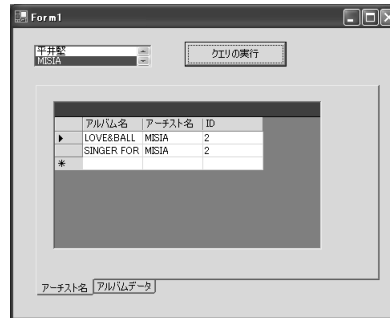 Form1
平井堅
MISIA
クエリの実行
アルバム名 アーチスト名 ID
LOVE&BALL MISIA 2
SINGER FOR MISIA 2
アーチスト名 アルバムデータ